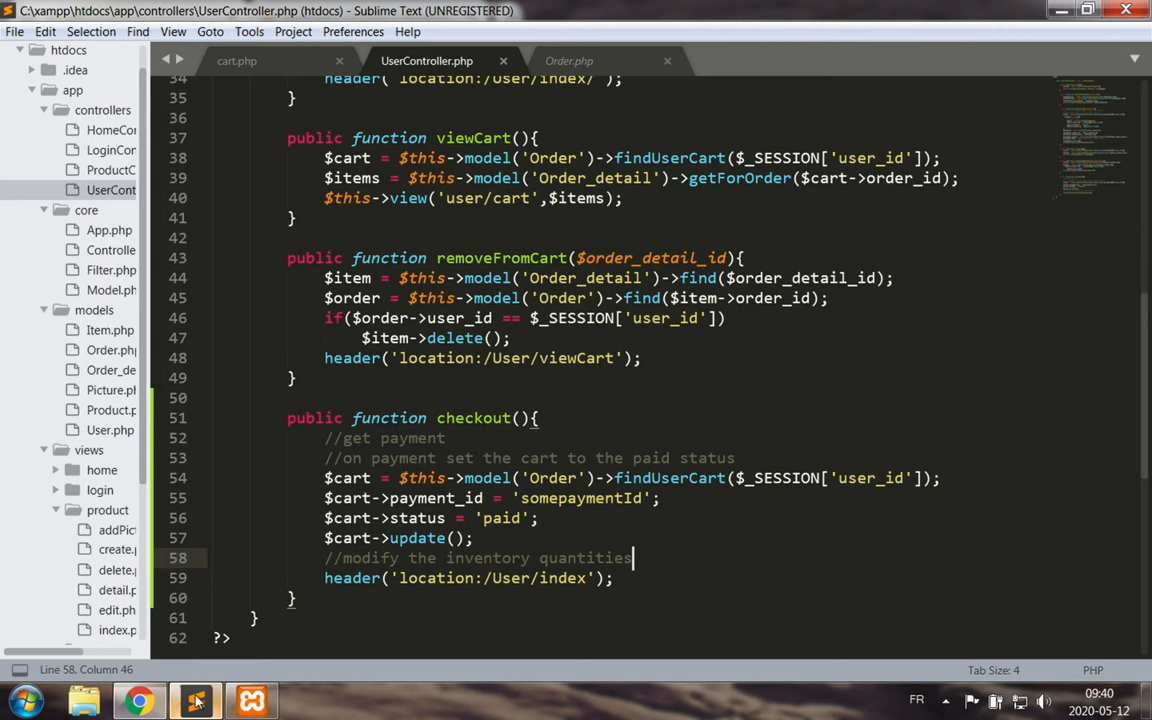 C:\xampp\htdocs\app\controllers\UserController.php (htdocs) - Sublime Text (UNREGISTERED)
File Edit Selection Find View Goto Tools Project Preferences Help
htdocs
.idea
app
controllers
HomeCon
LoginCon
ProductC
UserCont
core
App.php
Controlle
Filter.php
Model.ph
models
Item.php
Order.ph
Order_de
Picture.ph
Product.p
User.php
views
home
login
product
addPict
create.p
delete.p
detail.p
edit.ph
index.p
cart.php UserController.php Order.php
34 header('location:/User/index/');
35 }
36
37 public function viewCart(){
38 $cart = $this->model('Order')->findUserCart($_SESSION['user_id']);
39 $items = $this->model('Order_detail')->getForOrder($cart->order_id);
40 $this->view('user/cart',$items);
41 }
42
43 public function removeFromCart($order_detail_id){
44 $item = $this->model('Order_detail')->find($order_detail_id);
45 $order = $this->model('Order')->find($item->order_id);
46 if($order->user_id == $_SESSION['user_id'])
47 $item->delete();
48 header('location:/User/viewCart');
49 }
50
51 public function checkout(){
52 //get payment
53 //on payment set the cart to the paid status
54 $cart = $this->model('Order')->findUserCart($_SESSION['user_id']);
55 $cart->payment_id = 'somepaymentId';
56 $cart->status = 'paid';
57 $cart->update();
58 //modify the inventory quantities
59 header('location:/User/index');
60 }
61 }
62 ?>
Line 58, Column 46 Tab Size: 4 PHP
FR 09:40
2020-05-12